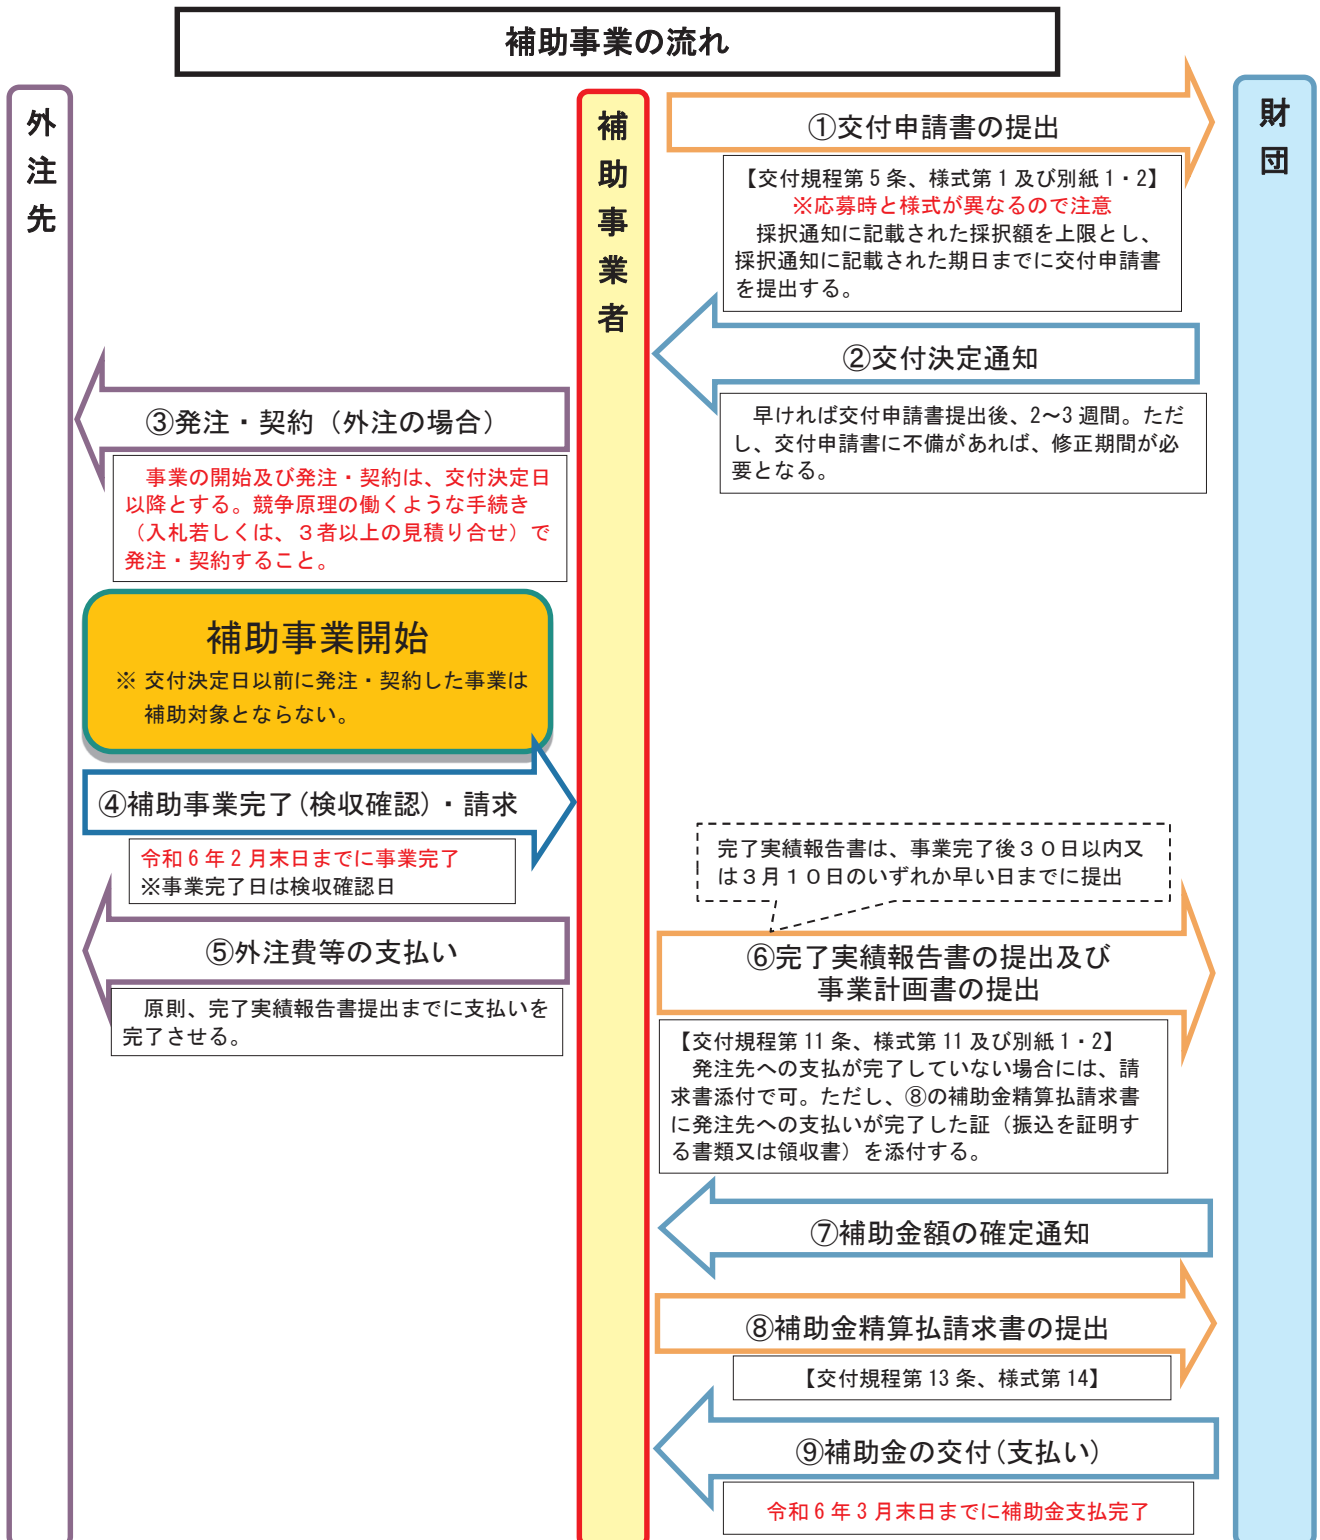 補助事業の流れ
外注先
補助事業者
財団
①交付申請書の提出
【交付規程第5条、様式第1及び別紙1・2】
※応募時と様式が異なるので注意
採択通知に記載された採択額を上限とし、
採択通知に記載された期日までに交付申請書
を提出する。
②交付決定通知
早ければ交付申請書提出後、2～3週間。ただ
し、交付申請書に不備があれば、修正期間が必
要となる。
③発注・契約（外注の場合）
事業の開始及び発注・契約は、交付決定日
以降とする。競争原理の働くような手続き
（入札若しくは、３者以上の見積り合せ）で
発注・契約すること。
補助事業開始
※ 交付決定日以前に発注・契約した事業は
補助対象とならない。
④補助事業完了(検収確認)・請求
令和6年2月末日までに事業完了
※事業完了日は検収確認日
⑤外注費等の支払い
原則、完了実績報告書提出までに支払いを
完了させる。
完了実績報告書は、事業完了後３０日以内又
は３月１０日のいずれか早い日までに提出
⑥完了実績報告書の提出及び
事業計画書の提出
【交付規程第11条、様式第11及び別紙1・2】
発注先への支払が完了していない場合には、請
求書添付で可。ただし、⑧の補助金精算払請求書
に発注先への支払いが完了した証（振込を証明す
る書類又は領収書）を添付する。
⑦補助金額の確定通知
⑧補助金精算払請求書の提出
【交付規程第13条、様式第14】
⑨補助金の交付(支払い)
令和6年3月末日までに補助金支払完了